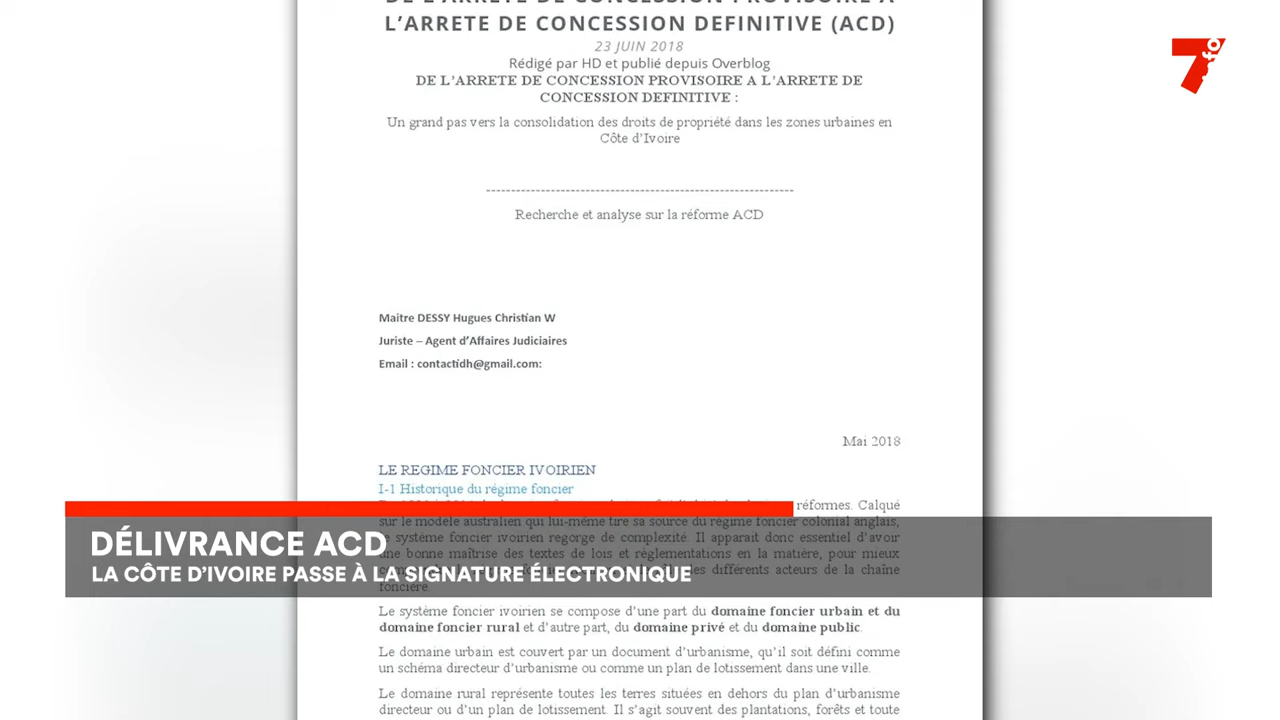 DE L'ARRETE DE CONCESSION PROVISOIRE A
L'ARRETE DE CONCESSION DEFINITIVE (ACD)
23 JUIN 2018
Rédigé par HD et publié depuis Overblog
DE L'ARRETE DE CONCESSION PROVISOIRE A L'ARRETE DE
CONCESSION DEFINITIVE :
Un grand pas vers la consolidation des droits de propriété dans les zones urbaines en
Côte d'Ivoire
--------------------------------------------------------------
Recherche et analyse sur la réforme ACD
Maitre DESSY Hugues Christian W
Juriste – Agent d'Affaires Judiciaires
Email : contactidh@gmail.com:
Mai 2018
LE REGIME FONCIER IVOIRIEN
I-1 Historique du régime foncier
réformes. Calqué
sur le modèle australien qui lui-même tire sa source du régime foncier colonial anglais,
le système foncier ivoirien regorge de complexité. Il apparait donc essentiel d'avoir
une bonne maîtrise des textes de lois et règlementations en la matière, pour mieux
différents acteurs de la chaîne
foncière.
DÉLIVRANCE ACD
LA CÔTE D'IVOIRE PASSE À LA SIGNATURE ÉLECTRONIQUE
Le système foncier ivoirien se compose d'une part du domaine foncier urbain et du
domaine foncier rural et d'autre part, du domaine privé et du domaine public.
Le domaine urbain est couvert par un document d'urbanisme, qu'il soit défini comme
un schéma directeur d'urbanisme ou comme un plan de lotissement dans une ville.
Le domaine rural représente toutes les terres situées en dehors du plan d'urbanisme
directeur ou d'un plan de lotissement. Il s'agit souvent des plantations, forêts et toute
7